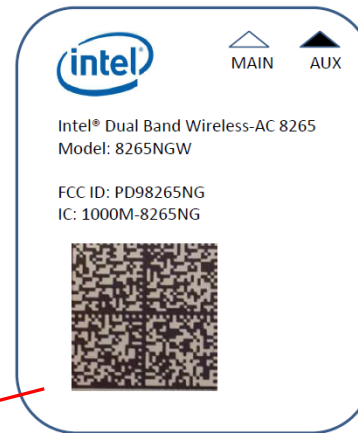 intel
MAIN AUX
Intel® Dual Band Wireless-AC 8265
Model: 8265NGW
FCC ID: PD98265NG
IC: 1000M-8265NG